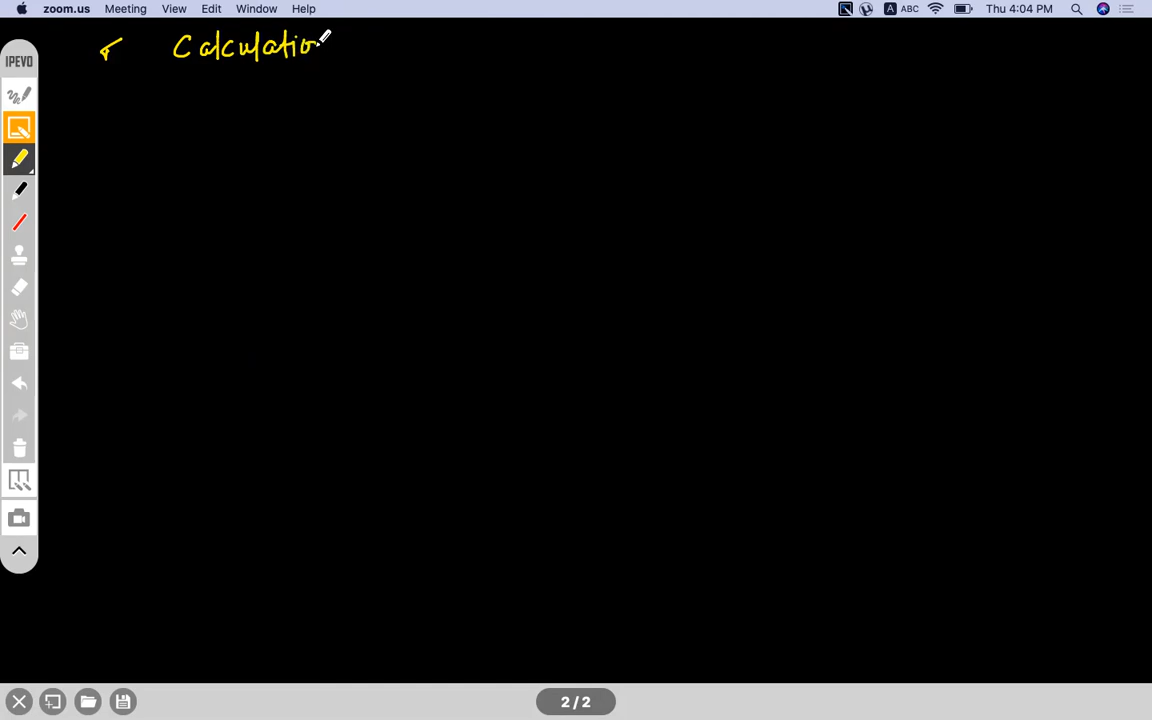 zoom.us Meeting View Edit Window Help A ABC Thu 4:04 PM
σ Calculatio
IPEVO
2 / 2